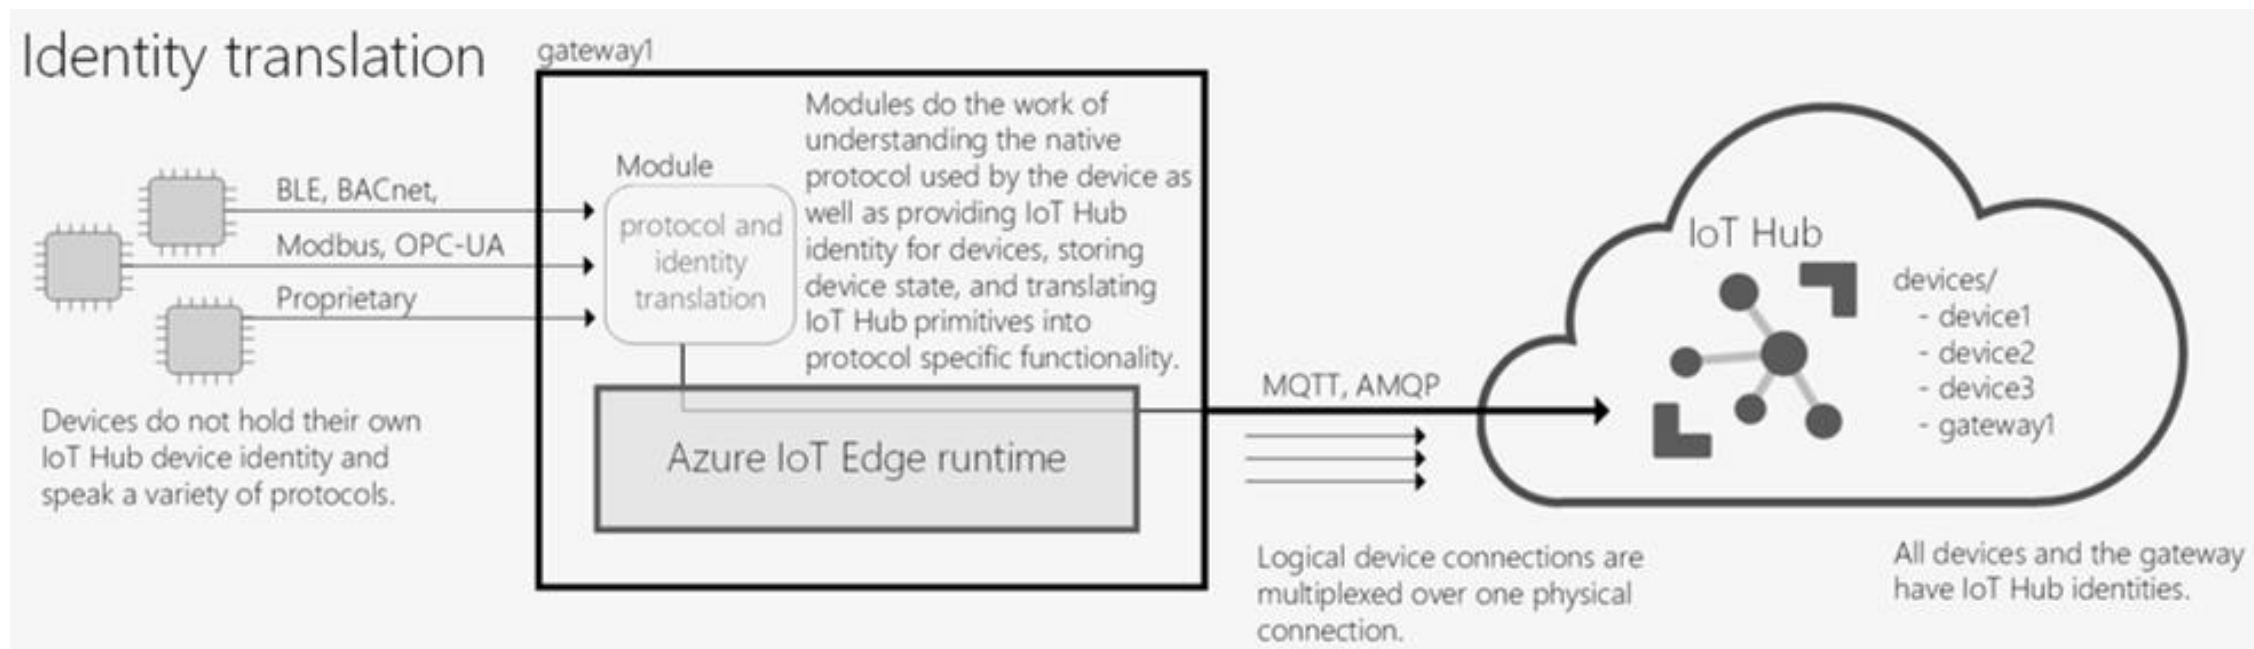 Identity translation
gateway1
BLE, BACnet,
Modbus, OPC-UA
Proprietary
Devices do not hold their own
IoT Hub device identity and
speak a variety of protocols.
Module
protocol and
identity
translation
Modules do the work of
understanding the native
protocol used by the device as
well as providing IoT Hub
identity for devices, storing
device state, and translating
IoT Hub primitives into
protocol specific functionality.
Azure IoT Edge runtime
MQTT, AMQP
Logical device connections are
multiplexed over one physical
connection.
IoT Hub
devices/
- device1
- device2
- device3
- gateway1
All devices and the gateway
have IoT Hub identities.